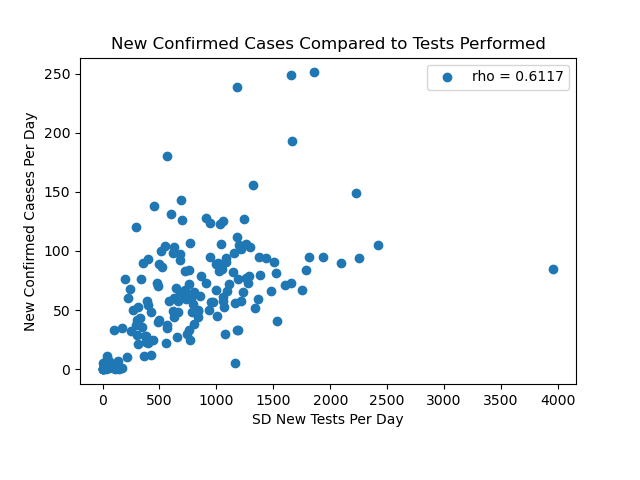 New Confirmed Cases Compared to Tests Performed
rho = 0.6117
New Confirmed Caeses Per Day
250
200
150
100
50
0
0 500 1000 1500 2000 2500 3000 3500 4000
SD New Tests Per Day